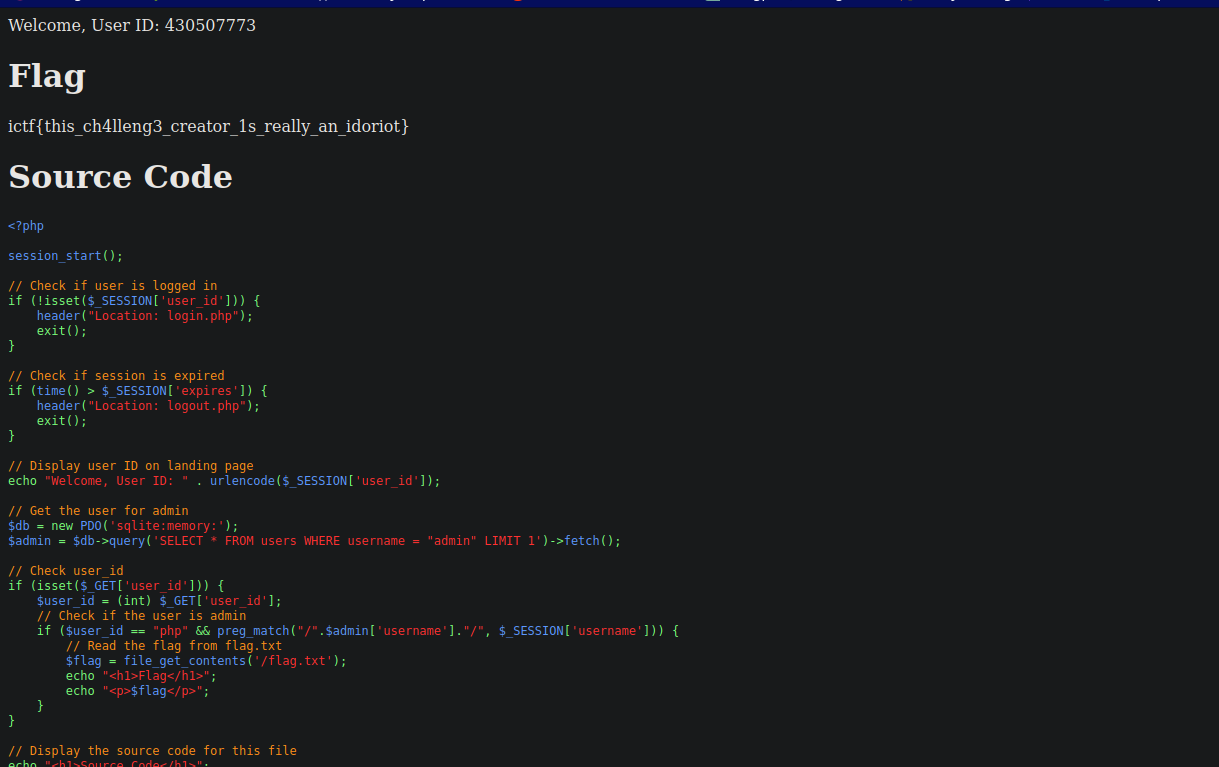 Welcome, User ID: 430507773
Flag
ictf{this_ch4lleng3_creator_1s_really_an_idoriot}
Source Code
<?php
session_start();
// Check if user is logged in
if (!isset($_SESSION['user_id'])) {
    header("Location: login.php");
    exit();
}
// Check if session is expired
if (time() > $_SESSION['expires']) {
    header("Location: logout.php");
    exit();
}
// Display user ID on landing page
echo "Welcome, User ID: " . urlencode($_SESSION['user_id']);
// Get the user for admin
$db = new PDO('sqlite:memory:');
$admin = $db->query('SELECT * FROM users WHERE username = "admin" LIMIT 1')->fetch();
// Check user_id
if (isset($_GET['user_id'])) {
    $user_id = (int) $_GET['user_id'];
    // Check if the user is admin
    if ($user_id == "php" && preg_match("/".$admin['username']."/", $_SESSION['username'])) {
        // Read the flag from flag.txt
        $flag = file_get_contents('/flag.txt');
        echo "<h1>Flag</h1>";
        echo "<p>$flag</p>";
    }
}
// Display the source code for this file
echo "<h1>Source Code</h1>";